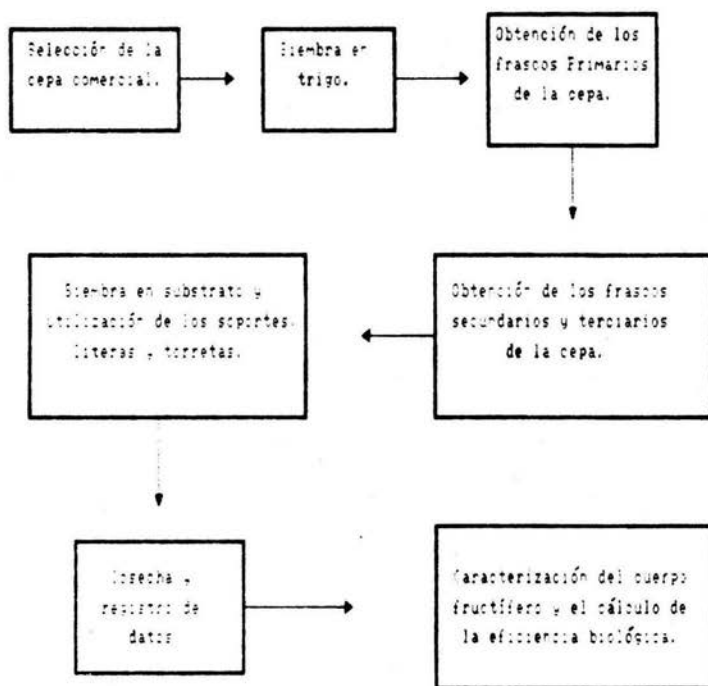 Selección de la
cepa comercial.
Siembra en
trigo.
Obtención de los
frascos Primarios
de la cepa.
Obtención de los frascos
secundarios y terciarios
de la cepa.
Siembra en substrato y
utilización de los soportes,
literas y torretas.
Cosecha y
registro de
datos
Caracterización del cuerpo
fructífero y el cálculo de
la eficiencia biológica.